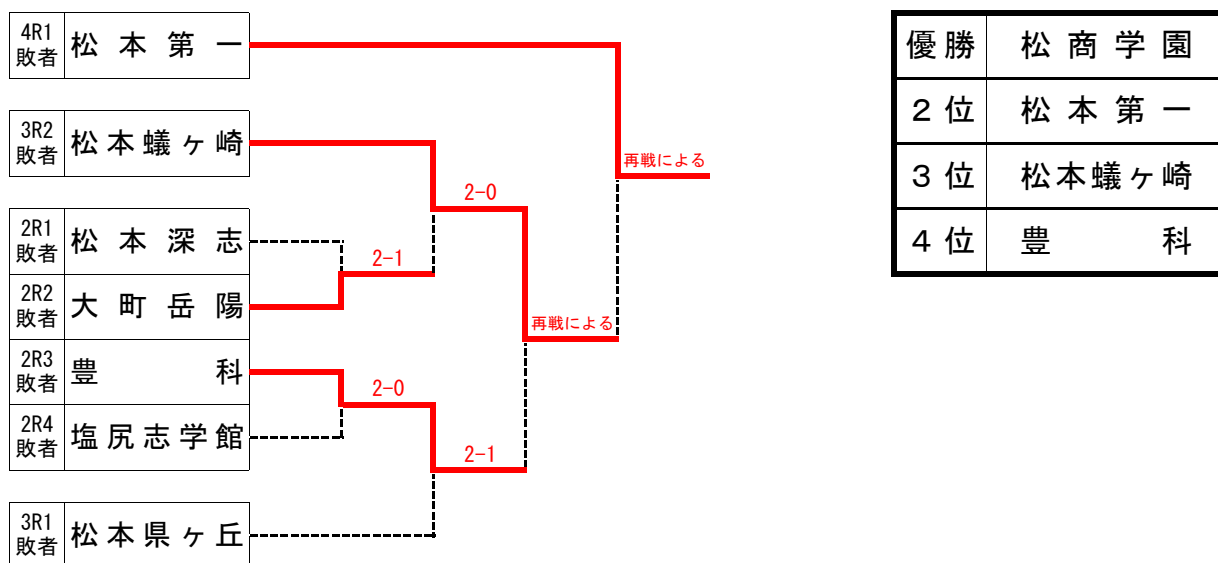 4R1
敗者
松本第一
3R2
敗者
松本蟻ヶ崎
再戦による
2-0
2R1
敗者
松本深志
2-1
2R2
敗者
大町岳陽
再戦による
2R3
敗者
豊科
2-0
2R4
敗者
塩尻志学館
2-1
3R1
敗者
松本県ヶ丘
優勝 松商学園
2位 松本第一
3位 松本蟻ヶ崎
4位 豊科